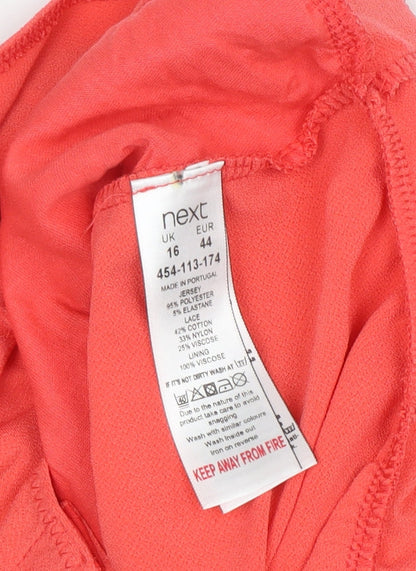 next
UK EUR
16 44
454-113-174
MADE IN PORTUGAL
JERSEY
95% POLYESTER
5% ELASTANE
LACE
42% COTTON
33% NYLON
25% VISCOSE
LINING
100% VISCOSE
IF IT'S NOT DIRTY WASH AT
Due to the nature of this
product take care to avoid
snagging
Wash with similar colours
Wash Inside out
Iron on reverse
KEEP AWAY FROM FIRE